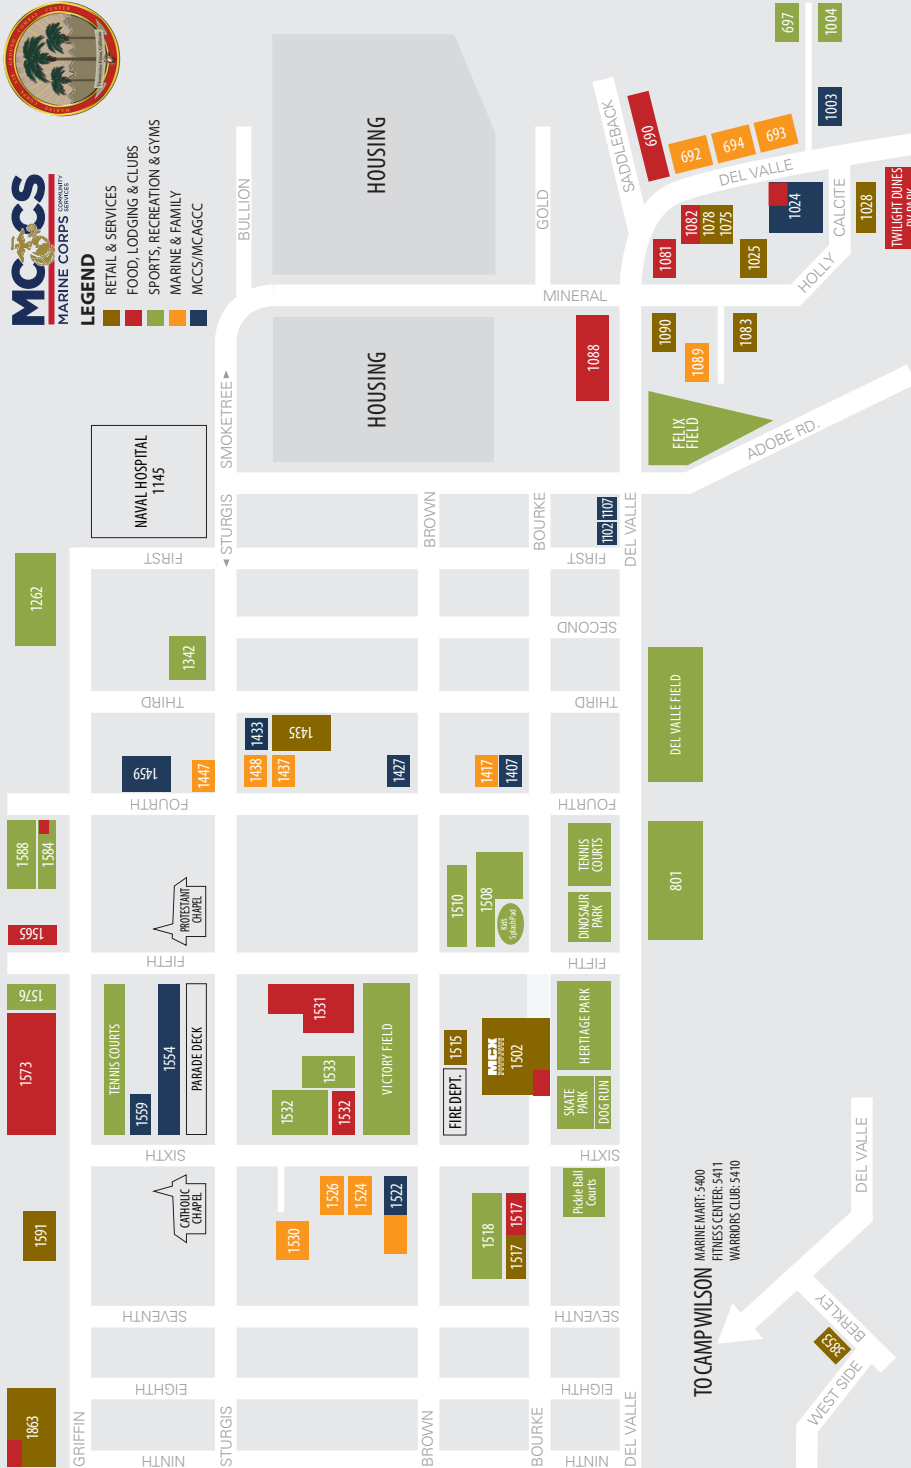 MCCS
MARINE CORPS COMMUNITY SERVICES
LEGEND
RETAIL & SERVICES
FOOD, LODGING & CLUBS
SPORTS, RECREATION & GYMS
MARINE & FAMILY
MCCS/MCAGCC
BULLION
HOUSING
GOLD
SADDLEBACK
690
692
694
693
697
1004
1003
DEL VALLE
1024
CALCITE
1028
TWILIGHT DUNES
RV PARK
1082
1078
1075
1081
1025
HOLLY
MINERAL
1088
1090
1089
1083
HOUSING
SMOKETREE
NAVAL HOSPITAL
1145
FELIX
FIELD
ADOBE RD.
STURGIS
BROWN
BOURKE
1102
1107
DEL VALLE
FIRST
FIRST
1262
SECOND
1342
THIRD
THIRD
DEL VALLE FIELD
1459
1447
1433
1435
1438
1437
1427
1417
1407
FOURTH
FOURTH
1588
1584
1565
PROTESTANT
CHAPEL
1510
1508
Kids
Splash Pad
TENNIS
COURTS
DINOSAUR
PARK
801
FIFTH
FIFTH
1576
1573
TENNIS COURTS
1559
1554
PARADE DECK
1531
1533
1532
1532
VICTORY FIELD
1515
FIRE DEPT.
MCX
1502
HERTIAGE PARK
SKATE
PARK
DOG RUN
SIXTH
SIXTH
1591
CATHOLIC
CHAPEL
1530
1526
1524
1522
1518
1517
1517
Pickle Ball
Courts
SEVENTH
SEVENTH
TO CAMP WILSON
MARINE MART: 5400
FITNESS CENTER: 5411
WARRIORS CLUB: 5410
DEL VALLE
BERKLEY
3853
WEST SIDE
EIGHTH
EIGHTH
1863
GRIFFIN
NINTH
STURGIS
BROWN
BOURKE
NINTH
DEL VALLE